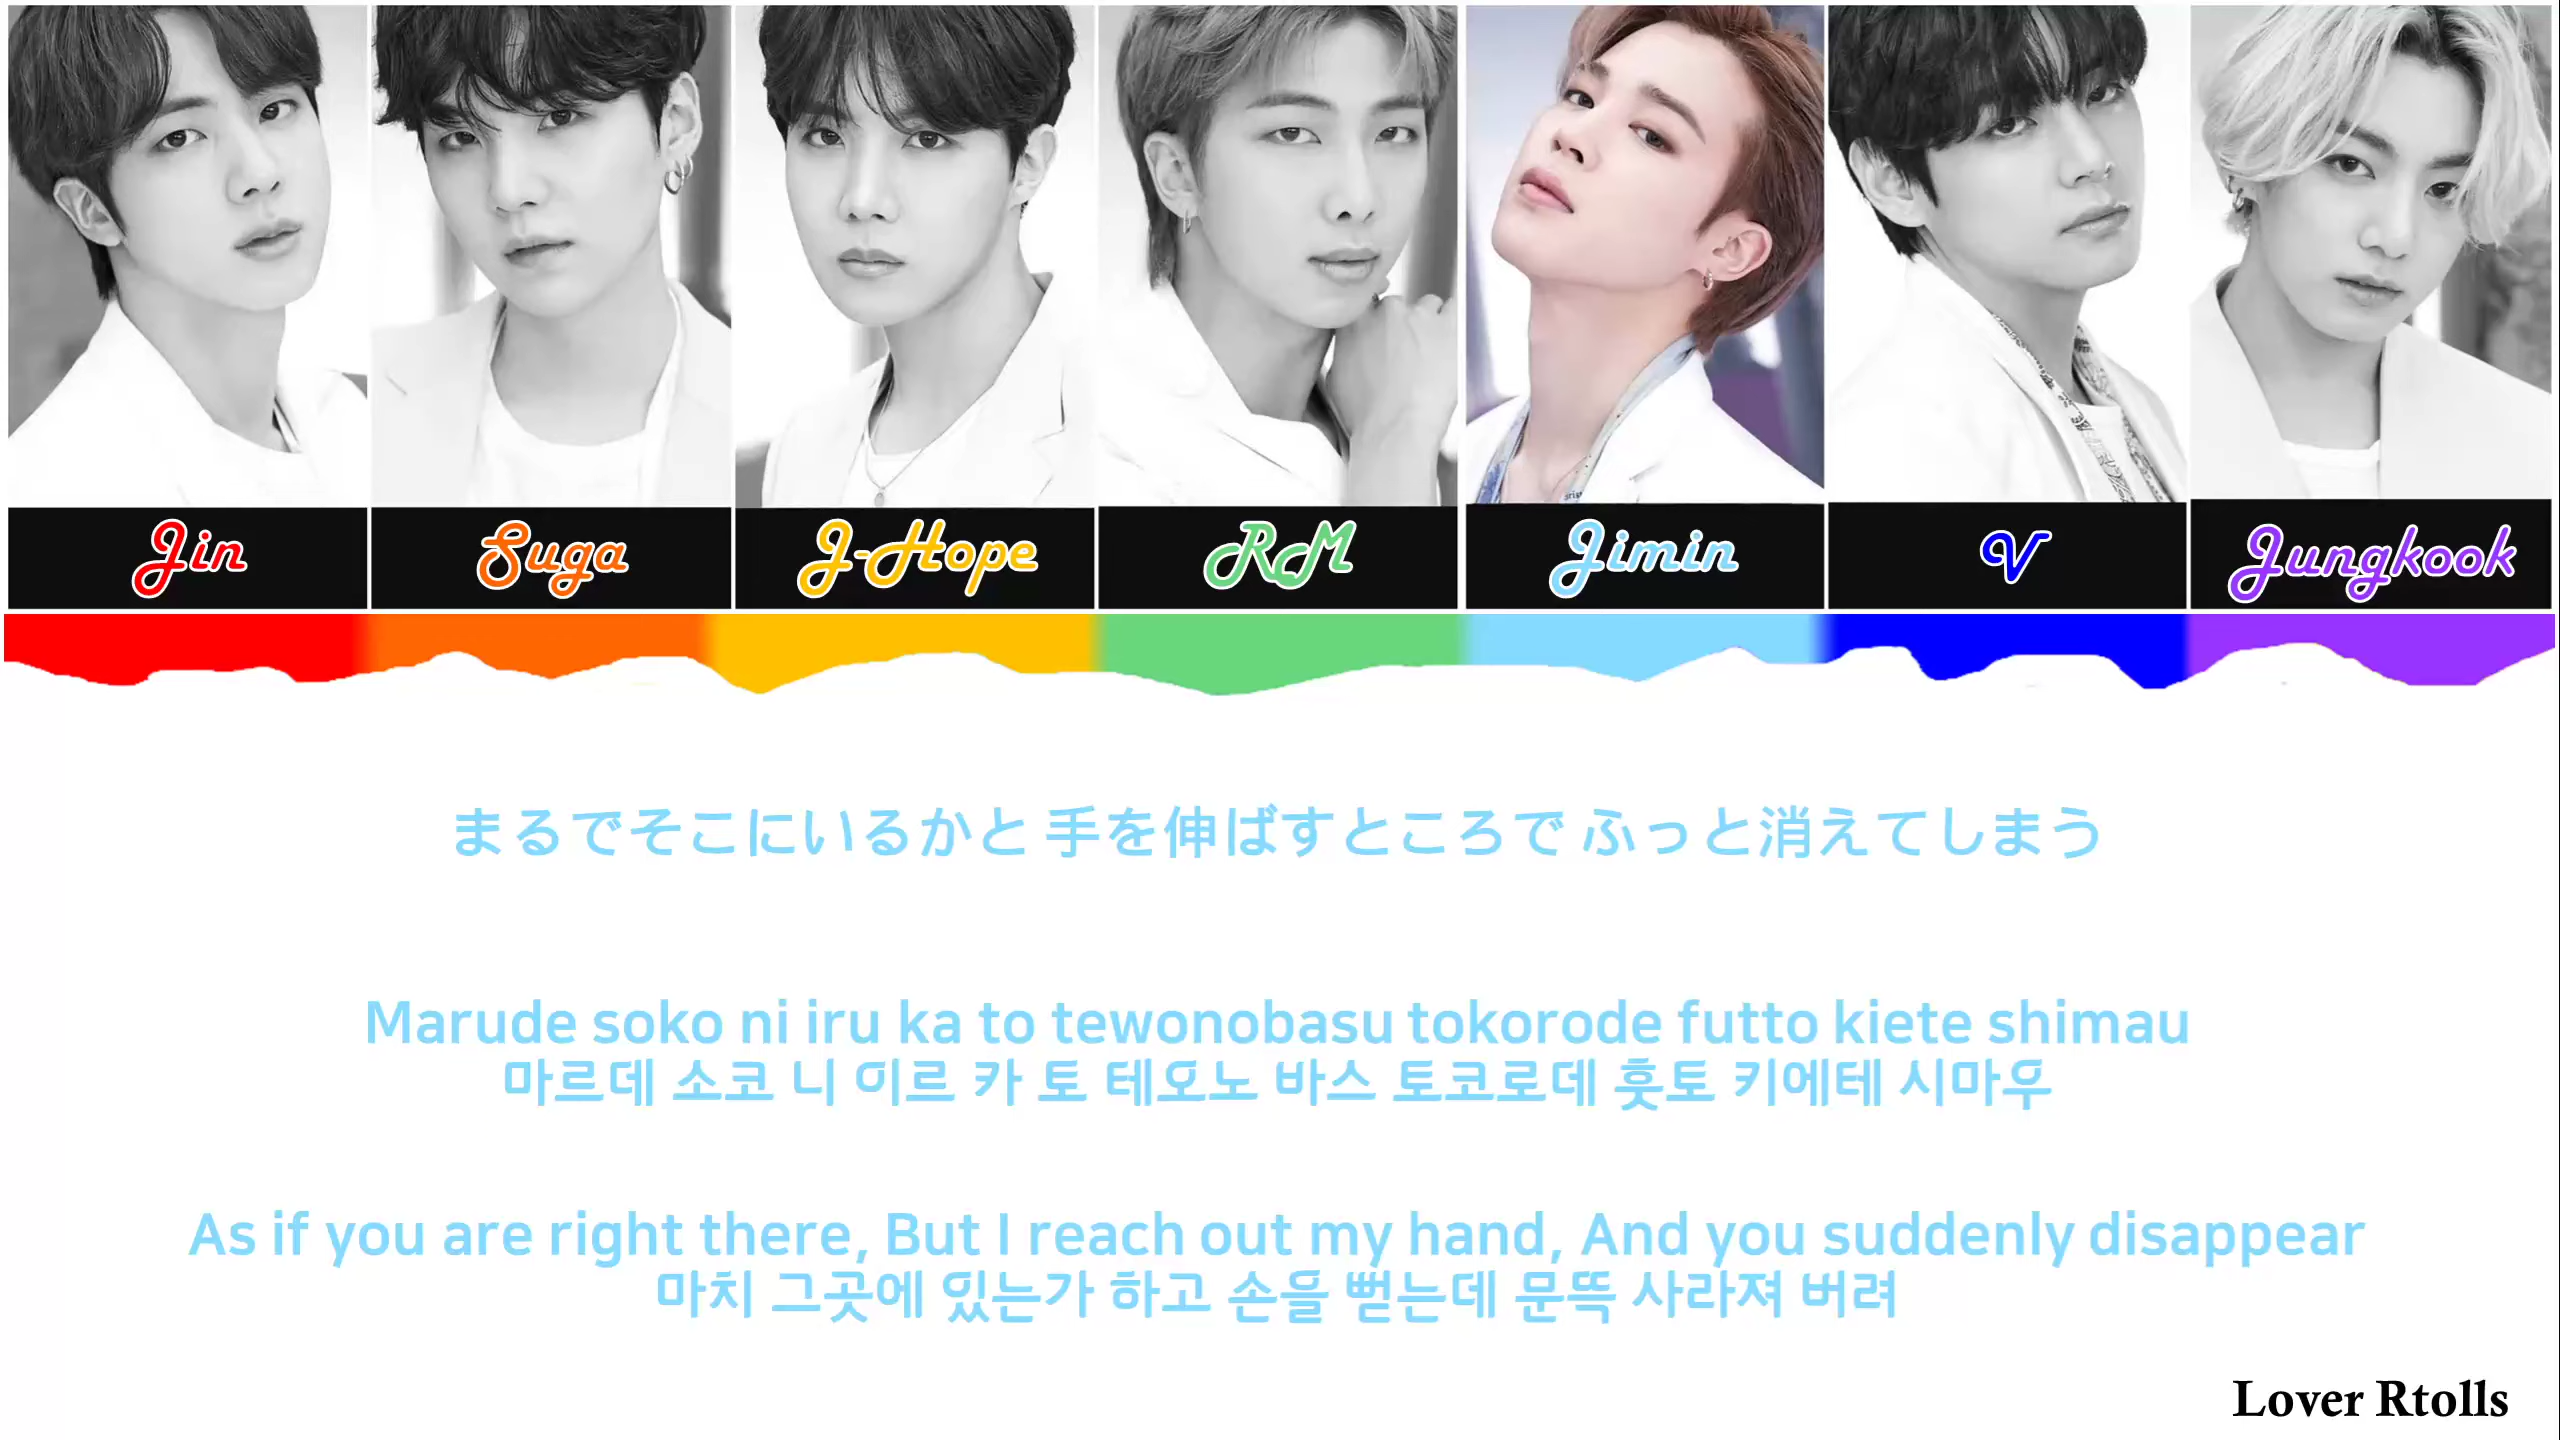 Jin
Suga
J-Hope
RM
Jimin
V
Jungkook
まるでそこにいるかと 手を伸ばすところで ふっと消えてしまう
Marude soko ni iru ka to tewonobasu tokorode futto kiete shimau
마르데 소코 니 이르 카 토 테오노 바스 토코로데 훗토 키에테 시마우
As if you are right there, But I reach out my hand, And you suddenly disappear
마치 그곳에 있는가 하고 손을 뻗는데 문뜩 사라져 버려
Lover Rtolls